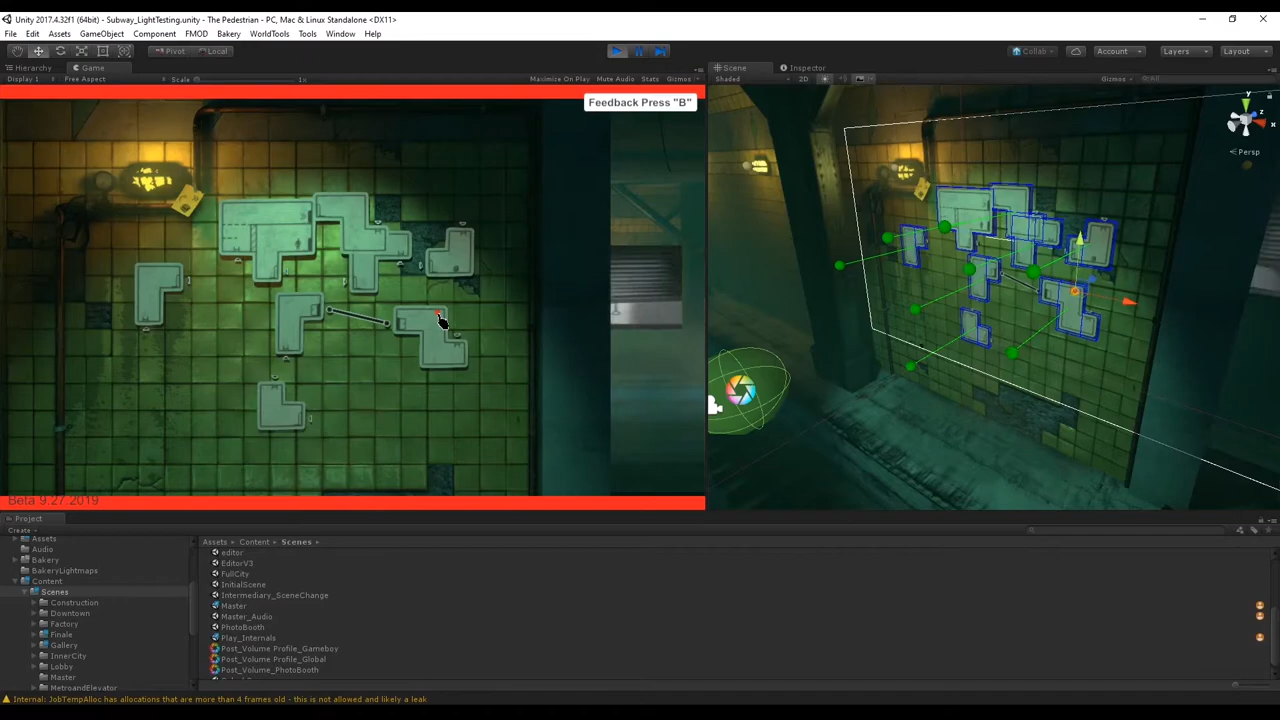 Unity 2017.4.32f1 (64bit) - Subway_LightTesting.unity - The Pedestrian - PC, Mac & Linux Standalone <DX11>
File Edit Assets GameObject Component FMOD Bakery WorldTools Tools Window Help
Pivot Local Collab Account Layers Layout
Hierarchy Game Scene Inspector
Display 1 Free Aspect Scale 1x Maximize On Play Mute Audio Stats Gizmos Shaded 2D Gizmos All
Feedback Press "B"
y
z
x
Persp
Beta 9.27.2019
Project
Create
Assets
Audio
Bakery
BakeryLightmaps
Content
Scenes
Construction
Downtown
Factory
Finale
Gallery
InnerCity
Lobby
Master
MetroandElevator
Assets Content Scenes
editor
EditorV3
FullCity
InitialScene
Intermediary_SceneChange
Master
Master_Audio
PhotoBooth
Play_Internals
Post_Volume Profile_Gameboy
Post_Volume Profile_Global
Post_Volume_PhotoBooth
Internal: JobTempAlloc has allocations that are more than 4 frames old - this is not allowed and likely a leak